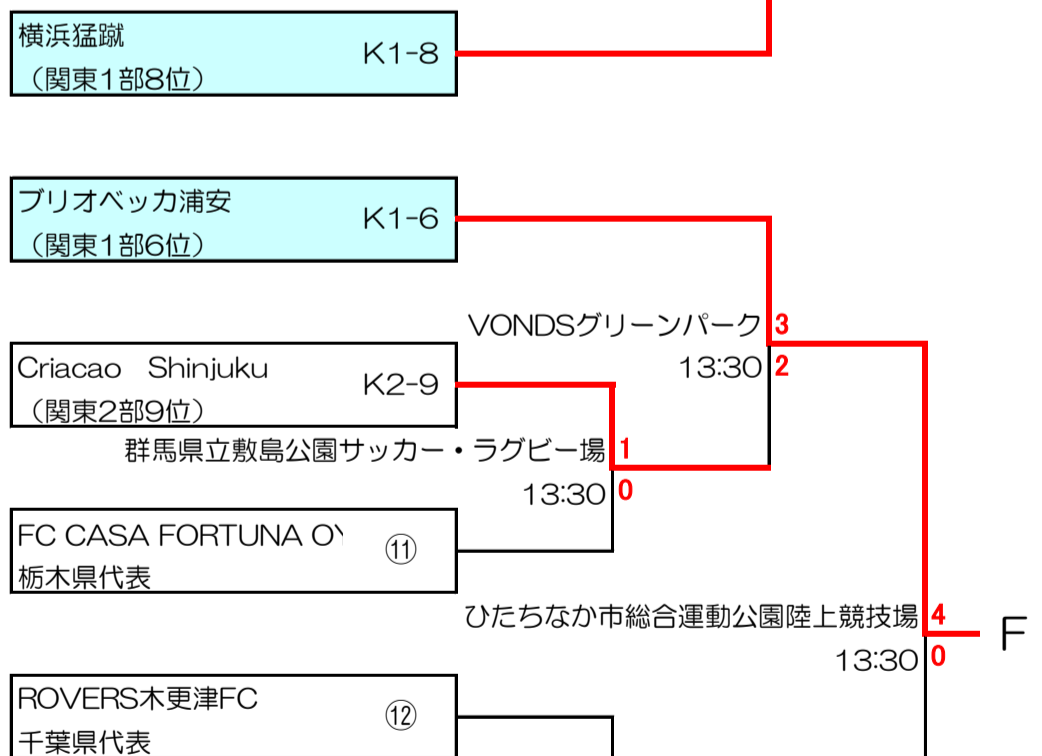 横浜猛蹴
K1-8
（関東1部8位）
ブリオベッカ浦安
K1-6
（関東1部6位）
VONDSグリーンパーク 3
13:30 2
Criacao　Shinjuku
K2-9
（関東2部9位）
群馬県立敷島公園サッカー・ラグビー場 1
13:30 0
FC CASA FORTUNA O
⑪
栃木県代表
ひたちなか市総合運動公園陸上競技場 4
F
13:30 0
ROVERS木更津FC
⑫
千葉県代表